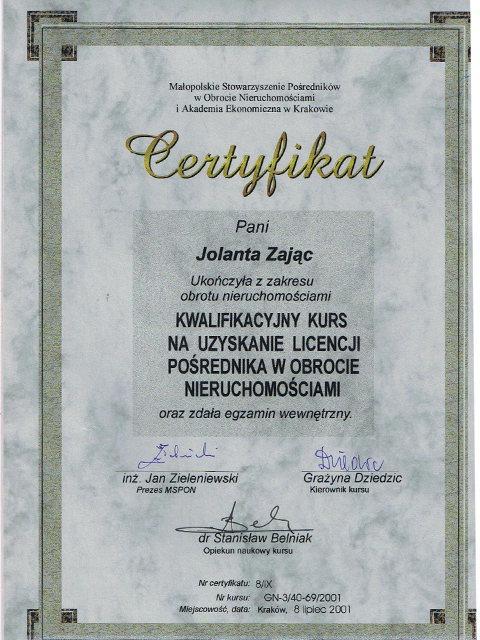 Małopolskie Stowarzyszenie Pośredników
w Obrocie Nieruchomościami
i Akademia Ekonomiczna w Krakowie
Certyfikat
Pani
Jolanta Zając
Ukończyła z zakresu
obrotu nieruchomościami
KWALIFIKACYJNY KURS
NA UZYSKANIE LICENCJI
POŚREDNIKA W OBROCIE
NIERUCHOMOŚCIAMI
oraz zdała egzamin wewnętrzny.
inż. Jan Zieleniewski
Prezes MSPON
Grażyna Dziedzic
Kierownik kursu
dr Stanisław Belniak
Opiekun naukowy kursu
Nr certyfikatu: 8/IX
Nr kursu: GN-3/40-69/2001
Miejscowość, data: Kraków, 8 lipiec 2001